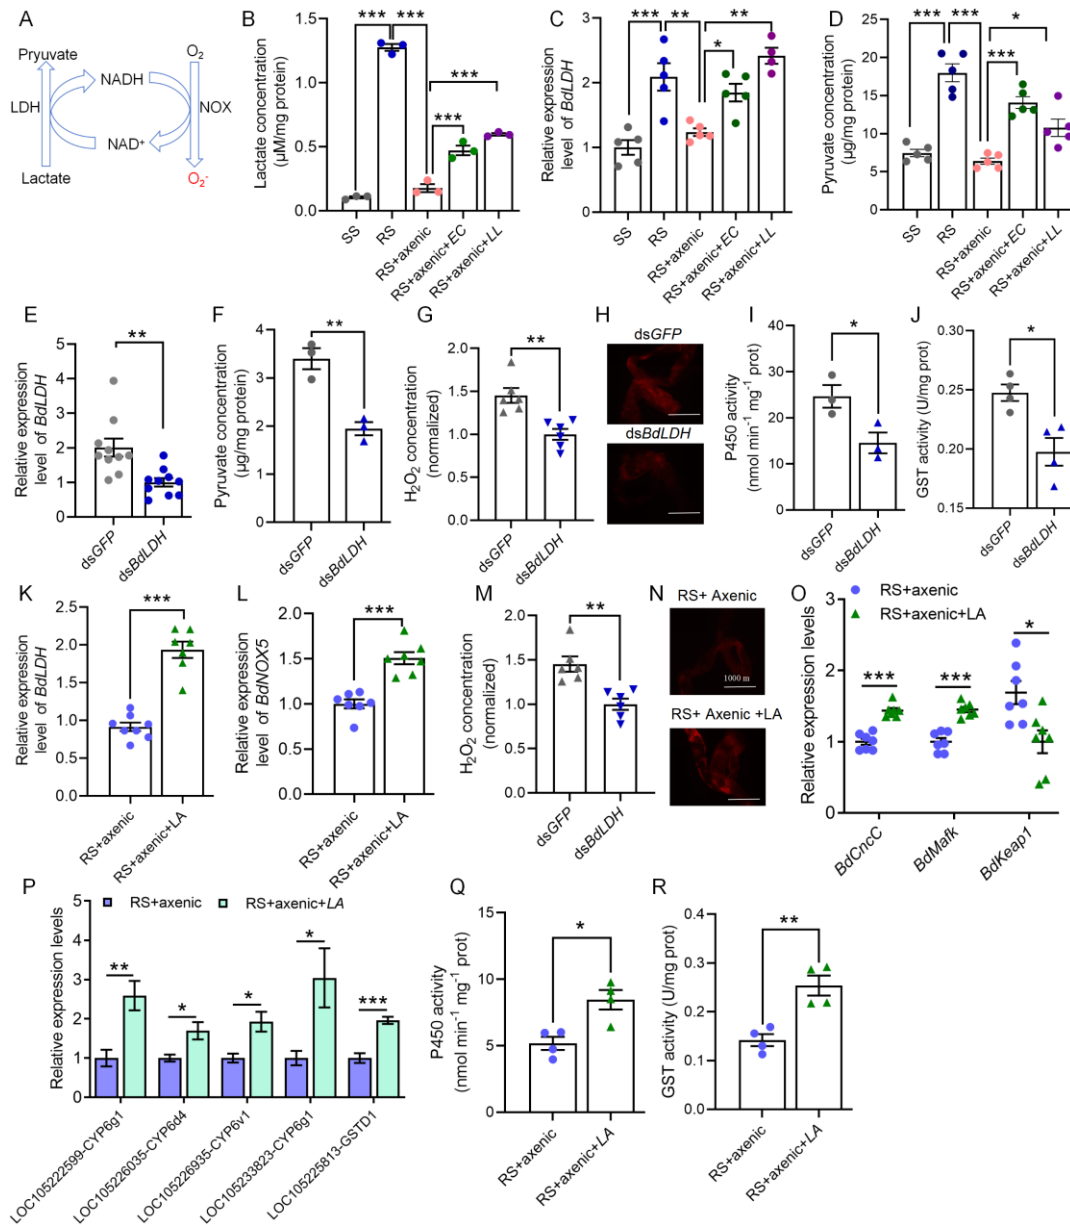 A
Pryuvate
O₂
NADH
LDH
NOX
NAD⁺
Lactate
O₂⁻
B
Lactate concentration
(µM/mg protein)
1.5
1.0
0.5
0.0
***
***
***
***
SS
RS
RS+axenic
RS+axenic+EC
RS+axenic+LL
C
Relative expression
level of BdLDH
3
2
1
0
***
**
**
*
SS
RS
RS+axenic
RS+axenic+EC
RS+axenic+LL
D
Pyruvate concentration
(µg/mg protein)
25
20
15
10
5
0
***
***
*
***
SS
RS
RS+axenic
RS+axenic+EC
RS+axenic+LL
E
Relative expression
level of BdLDH
5
4
3
2
1
0
**
dsGFP
dsBdLDH
F
Pyruvate concentration
(µg/mg protein)
4
3
2
1
0
**
dsGFP
dsBdLDH
G
H₂O₂ concentration
(normalized)
2.0
1.5
1.0
0.5
0.0
**
dsGFP
dsBdLDH
H
dsGFP
dsBdLDH
I
P450 activity
(nmol min⁻¹ mg⁻¹ prot)
40
30
20
10
0
*
dsGFP
dsBdLDH
J
GST activity (U/mg prot)
0.30
0.25
0.20
0.15
*
dsGFP
dsBdLDH
K
Relative expression
level of BdLDH
2.5
2.0
1.5
1.0
0.5
0.0
***
RS+axenic
RS+axenic+LA
L
Relative expression
level of BdNOX5
2.0
1.5
1.0
0.5
0.0
***
RS+axenic
RS+axenic+LA
M
H₂O₂ concentration
(normalized)
2.0
1.5
1.0
0.5
0.0
**
dsGFP
dsBdLDH
N
RS+ Axenic
1000 m
RS+ Axenic +LA
O
RS+axenic
RS+axenic+LA
Relative expression levels
3
2
1
0
***
***
*
BdCncC
BdMafk
BdKeap1
P
RS+axenic
RS+axenic+LA
Relative expression levels
5
4
3
2
1
0
**
*
*
*
***
LOC105222599-CYP6g1
LOC105226035-CYP6d4
LOC105226935-CYP6v1
LOC105233823-CYP6g1
LOC105225813-GSTD1
Q
P450 activity
(nmol min⁻¹ mg⁻¹ prot)
15
10
5
0
*
RS+axenic
RS+axenic+LA
R
GST activity (U/mg prot)
0.4
0.3
0.2
0.1
0.0
**
RS+axenic
RS+axenic+LA